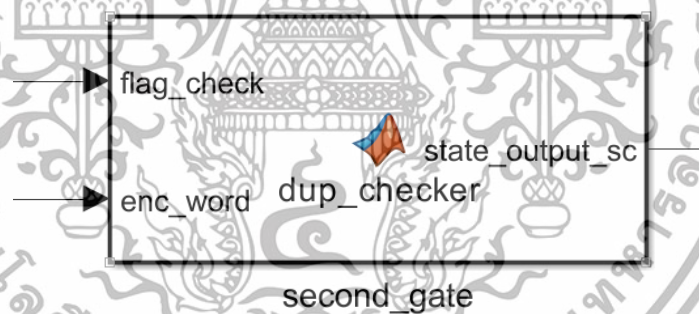 flag_check
state_output_sc
enc_word
dup_checker
second_gate